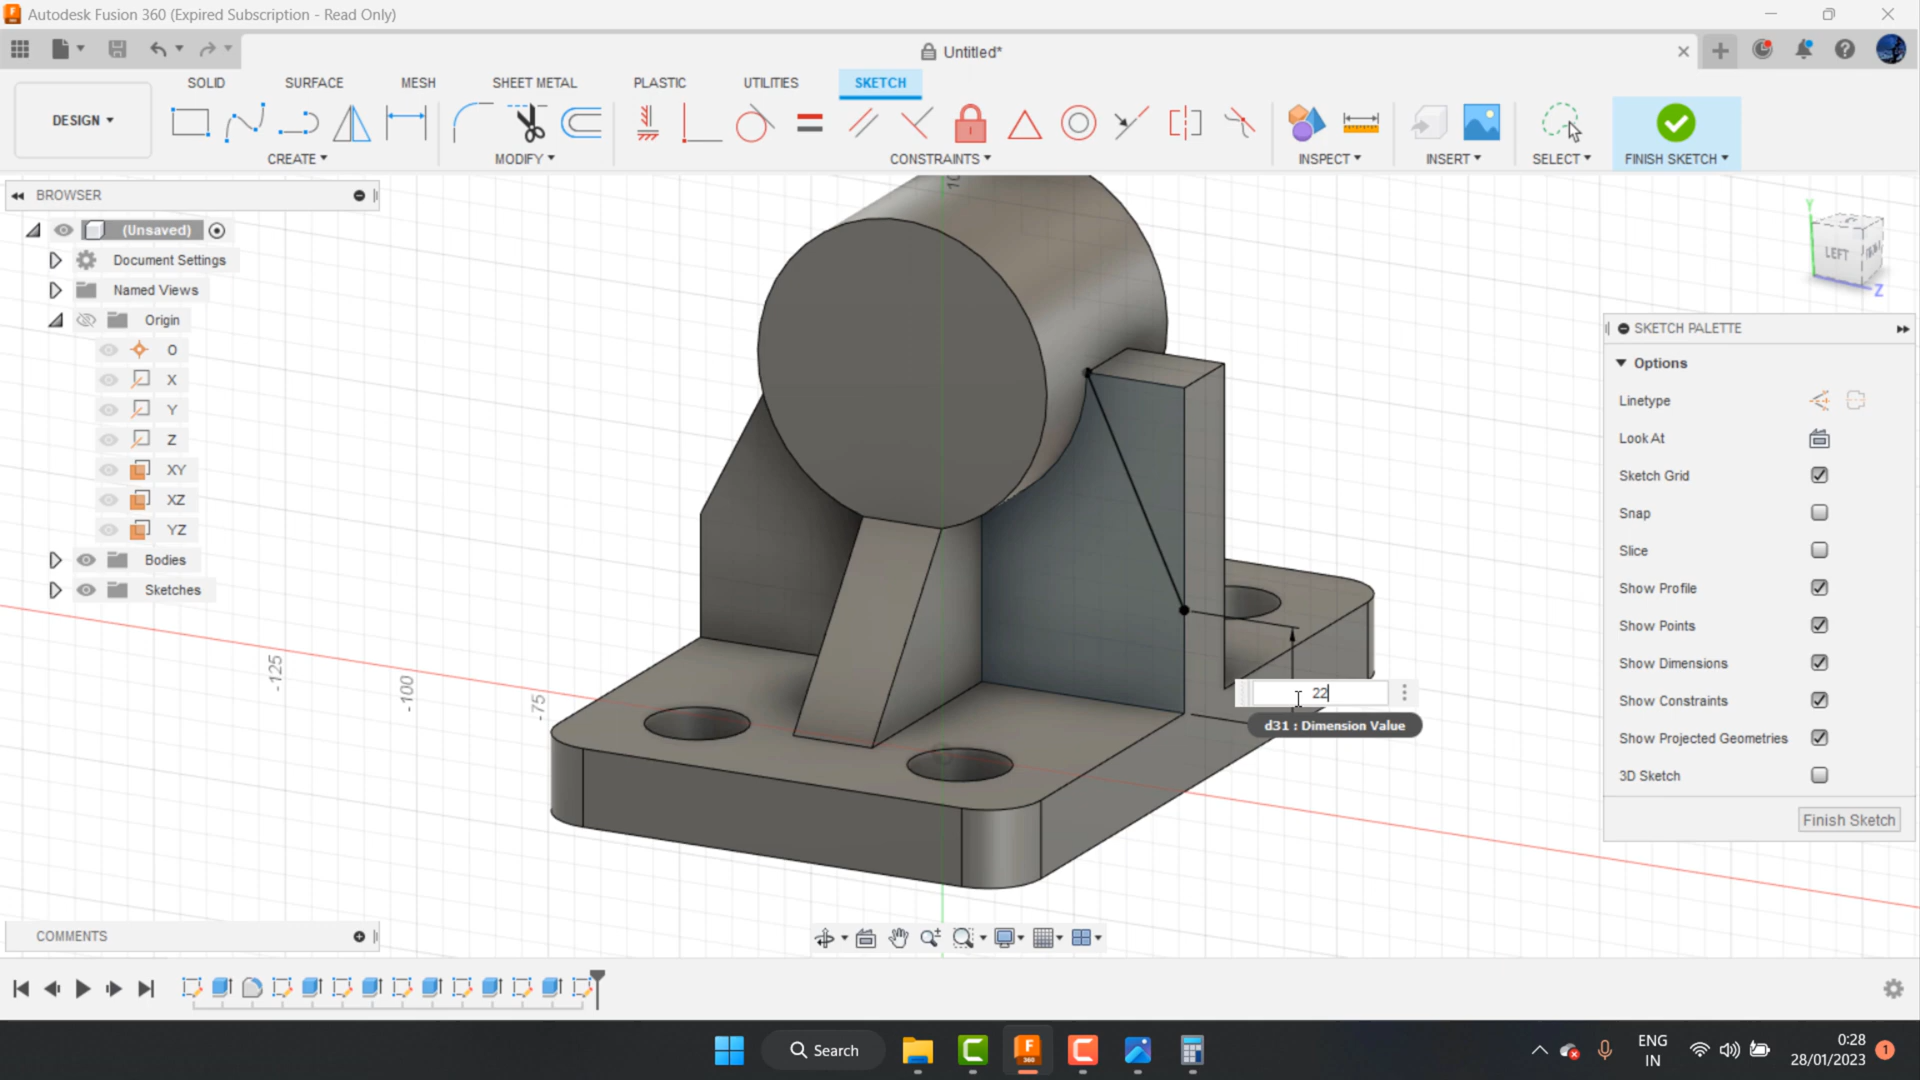 Autodesk Fusion 360 (Expired Subscription - Read Only)
Untitled*
SOLID SURFACE MESH SHEET METAL PLASTIC UTILITIES SKETCH
DESIGN
CREATE MODIFY CONSTRAINTS INSPECT INSERT SELECT FINISH SKETCH
BROWSER
(Unsaved)
Document Settings
Named Views
Origin
O
X
Y
Z
XY
XZ
YZ
Bodies
Sketches
-125
-100
-75
Y
LEFT
Z
22
d31 : Dimension Value
SKETCH PALETTE
Options
Linetype
Look At
Sketch Grid
Snap
Slice
Show Profile
Show Points
Show Dimensions
Show Constraints
Show Projected Geometries
3D Sketch
Finish Sketch
COMMENTS
Search
F
360
ENG
IN
0:28
28/01/2023
1